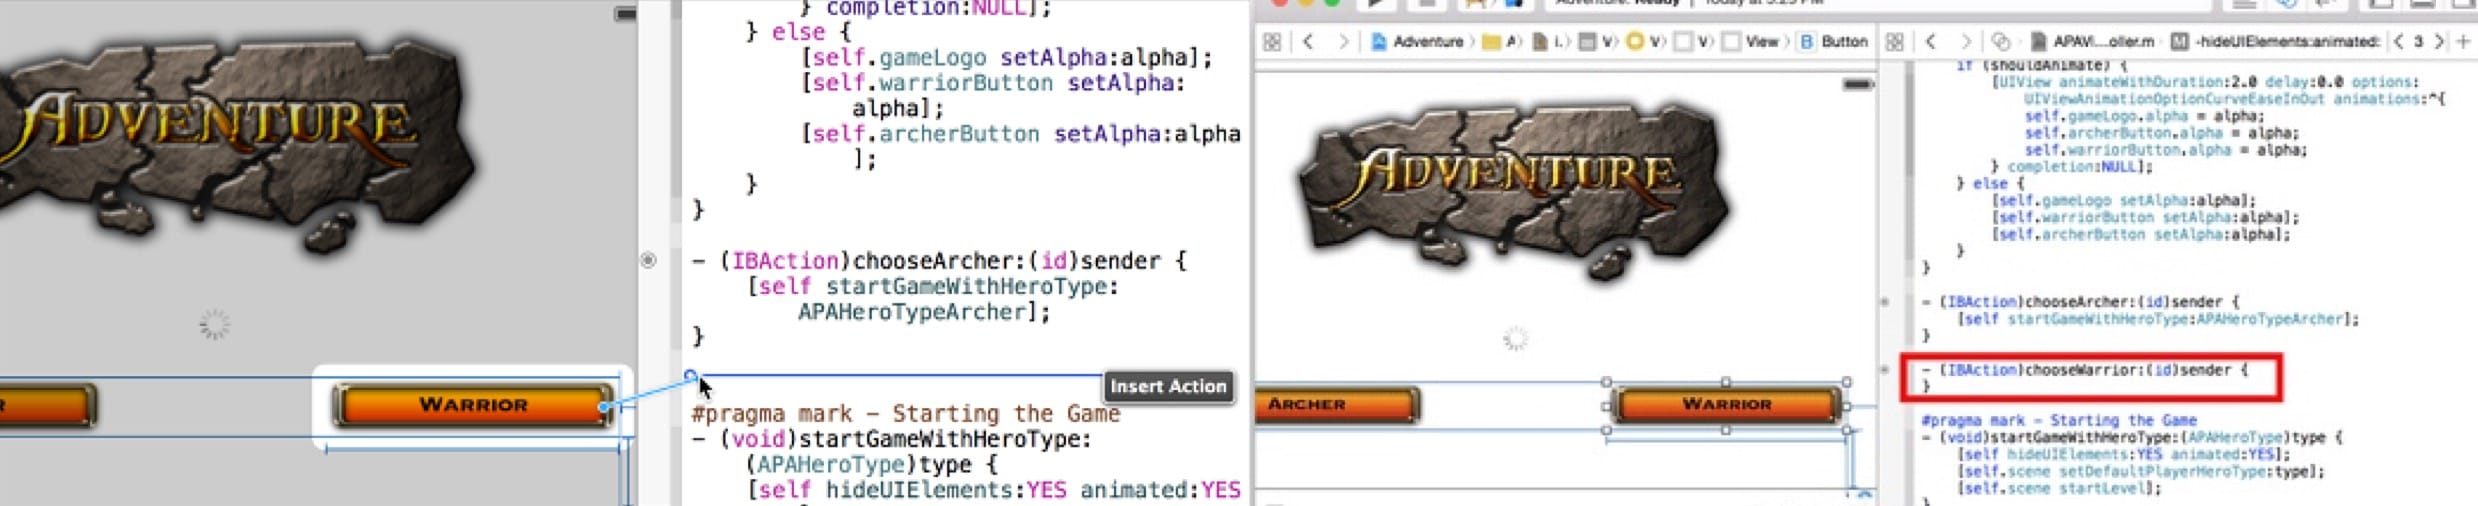 ADVENTURE
R
WARRIOR
} completion:NULL];
} else {
[self.gameLogo setAlpha:alpha];
[self.warriorButton setAlpha:
alpha];
[self.archerButton setAlpha:alpha
];
}
}
- (IBAction)chooseArcher:(id)sender {
[self startGameWithHeroType:
APAHeroTypeArcher];
}
Insert Action
#pragma mark - Starting the Game
- (void)startGameWithHeroType:
(APAHeroType)type {
[self hideUIElements:YES animated:YES
Adventure: Ready | Today at
Adventure A) i.) V) V) V) View B Button
ADVENTURE
ARCHER
WARRIOR
APAVi...oller.m M -hideUIElements:animated: < 3 > +
if (shouldAnimate) {
[UIView animateWithDuration:2.0 delay:0.0 options:
UIViewAnimationOptionCurveEaseInOut animations:^{
self.gameLogo.alpha = alpha;
self.archerButton.alpha = alpha;
self.warriorButton.alpha = alpha;
} completion:NULL];
} else {
[self.gameLogo setAlpha:alpha];
[self.warriorButton setAlpha:alpha];
[self.archerButton setAlpha:alpha];
}
}
- (IBAction)chooseArcher:(id)sender {
[self startGameWithHeroType:APAHeroTypeArcher];
}
- (IBAction)chooseWarrior:(id)sender {
}
#pragma mark - Starting the Game
- (void)startGameWithHeroType:(APAHeroType)type {
[self hideUIElements:YES animated:YES];
[self.scene setDefaultPlayerHeroType:type];
[self.scene startLevel];
}